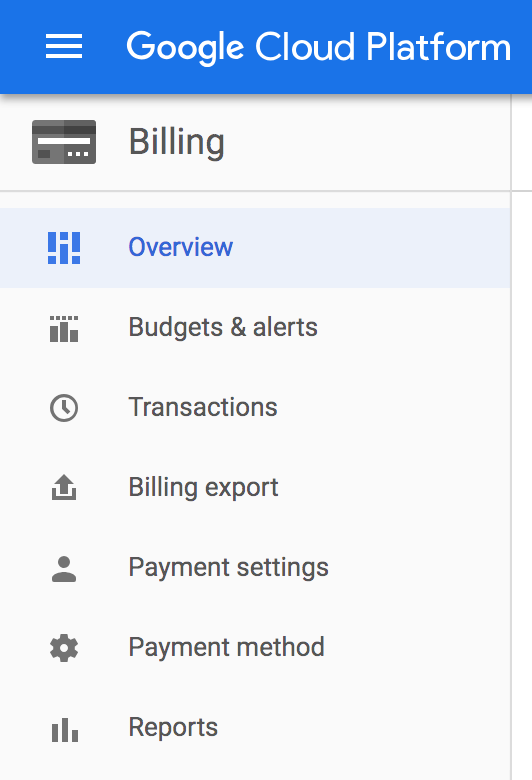 Google Cloud Platform
Billing
Overview
Budgets & alerts
Transactions
Billing export
Payment settings
Payment method
Reports